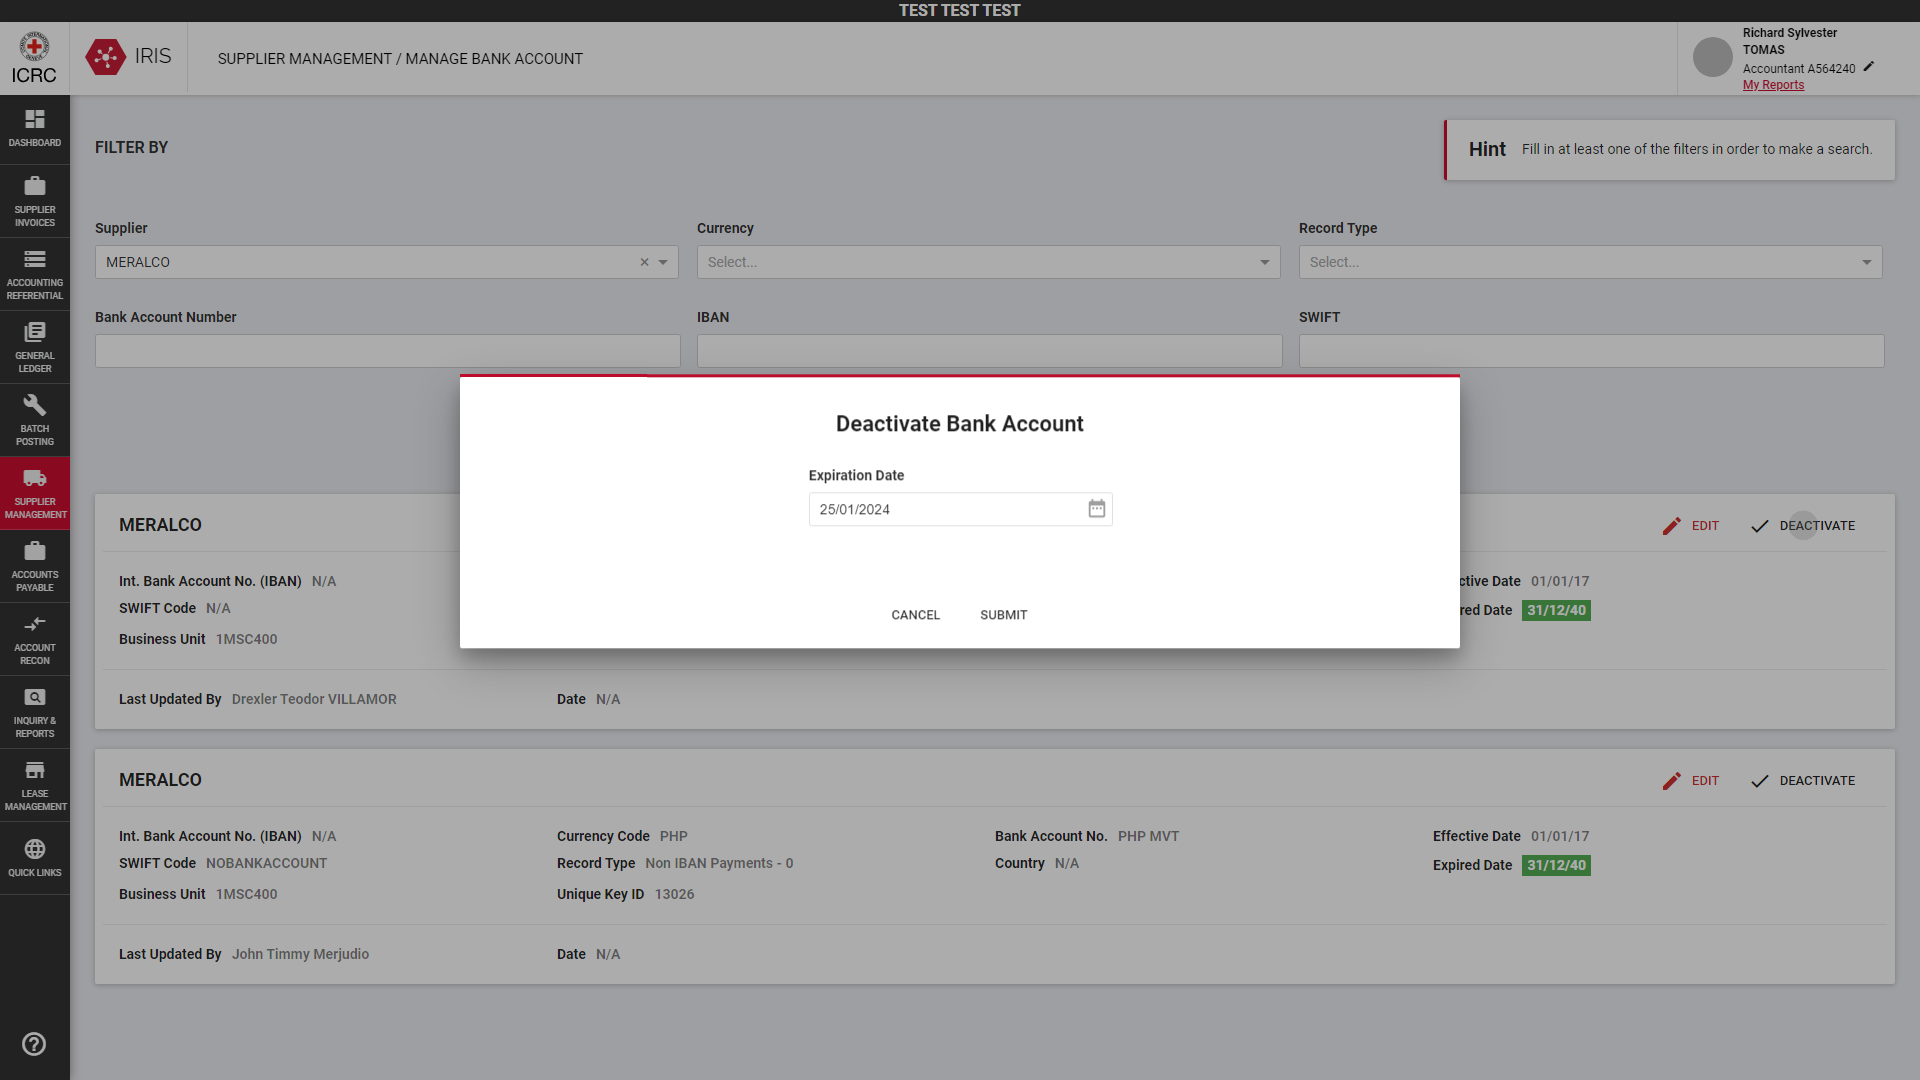 TEST TEST TEST
ICRC
IRIS
SUPPLIER MANAGEMENT / MANAGE BANK ACCOUNT
Richard Sylvester
TOMAS
Accountant A564240
My Reports
DASHBOARD
SUPPLIER
INVOICES
ACCOUNTING
REFERENTIAL
GENERAL
LEDGER
BATCH
POSTING
SUPPLIER
MANAGEMENT
ACCOUNTS
PAYABLE
ACCOUNT
RECON
INQUIRY &
REPORTS
LEASE
MANAGEMENT
QUICK LINKS
FILTER BY
Hint Fill in at least one of the filters in order to make a search.
Supplier Currency Record Type
MERALCO Select... Select...
Bank Account Number IBAN SWIFT
Deactivate Bank Account
Expiration Date
25/01/2024
CANCEL SUBMIT
MERALCO EDIT DEACTIVATE
Int. Bank Account No. (IBAN) N/A ctive Date 01/01/17
SWIFT Code N/A red Date 31/12/40
Business Unit 1MSC400
Last Updated By Drexler Teodor VILLAMOR Date N/A
MERALCO EDIT DEACTIVATE
Int. Bank Account No. (IBAN) N/A Currency Code PHP Bank Account No. PHP MVT Effective Date 01/01/17
SWIFT Code NOBANKACCOUNT Record Type Non IBAN Payments - 0 Country N/A Expired Date 31/12/40
Business Unit 1MSC400 Unique Key ID 13026
Last Updated By John Timmy Merjudio Date N/A